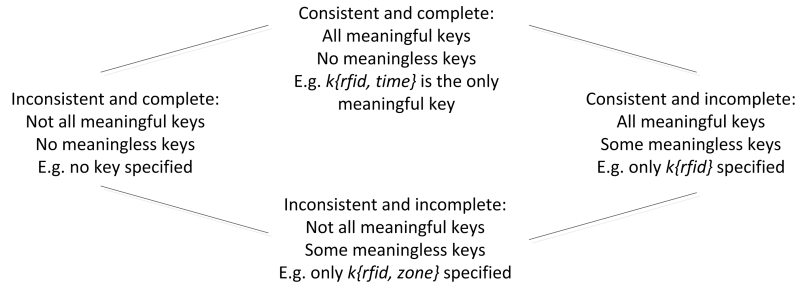 Consistent and complete:
All meaningful keys
No meaningless keys
E.g. k{rfid, time} is the only
meaningful key
Inconsistent and complete:
Not all meaningful keys
No meaningless keys
E.g. no key specified
Consistent and incomplete:
All meaningful keys
Some meaningless keys
E.g. only k{rfid} specified
Inconsistent and incomplete:
Not all meaningful keys
Some meaningless keys
E.g. only k{rfid, zone} specified